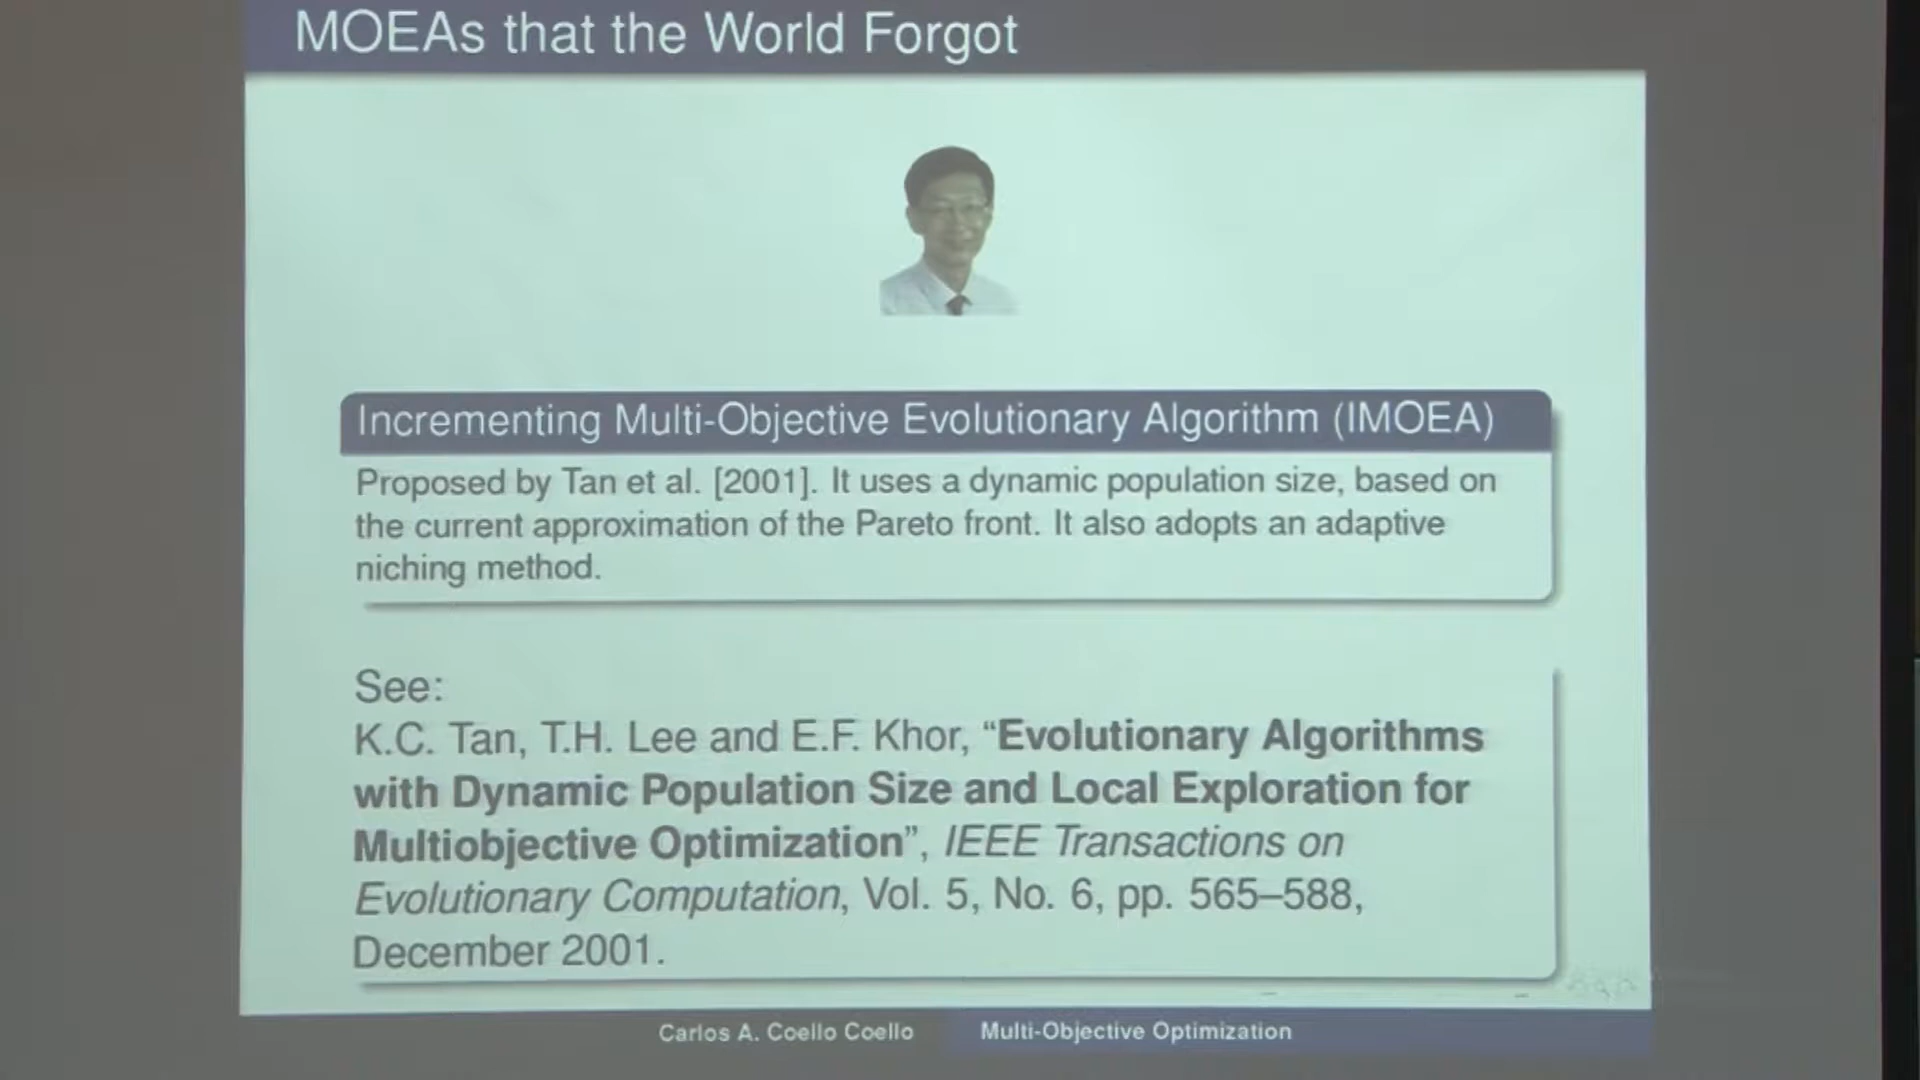 MOEAs that the World Forgot
Incrementing Multi-Objective Evolutionary Algorithm (IMOEA)
Proposed by Tan et al. [2001]. It uses a dynamic population size, based on
the current approximation of the Pareto front. It also adopts an adaptive
niching method.
See:
K.C. Tan, T.H. Lee and E.F. Khor, “Evolutionary Algorithms
with Dynamic Population Size and Local Exploration for
Multiobjective Optimization”, IEEE Transactions on
Evolutionary Computation, Vol. 5, No. 6, pp. 565–588,
December 2001.
Carlos A. Coello Coello Multi-Objective Optimization